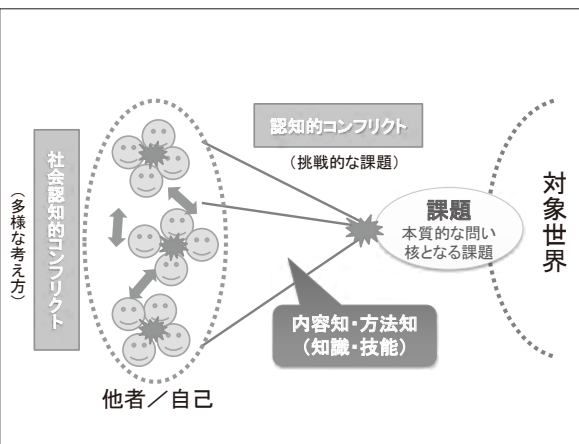 認知的コンフリクト
（挑戦的な課題）
社会認知的コンフリクト
（多様な考え方）
課題
本質的な問い
核となる課題
対象世界
内容知・方法知
（知識・技能）
他者／自己